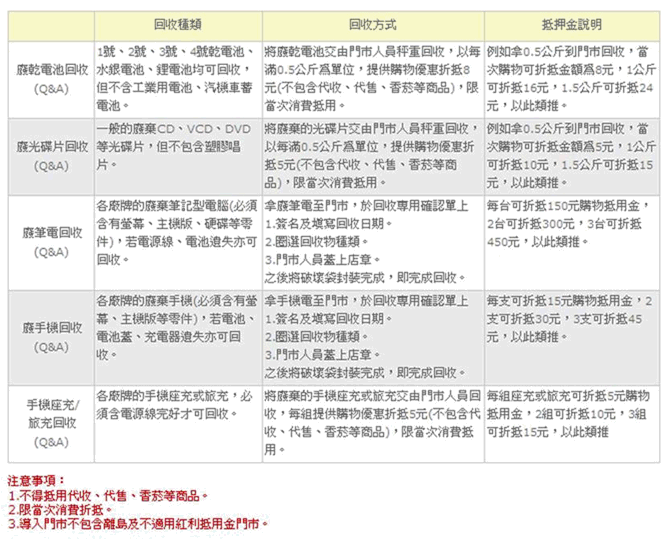 回收種類 回收方式 抵押金說明
廢乾電池回收
(Q&A)
1號、2號、3號、4號乾電池、
水銀電池、鋰電池均可回收，
但不含工業用電池、汽機車蓄
電池。
將廢乾電池交由門市人員秤重回收，以每
滿0.5公斤為單位，提供購物優惠折抵8
元(不包含代收、代售、香菸等商品)，限
當次消費抵用。
例如拿0.5公斤到門市回收，當
次購物可折抵金額為8元，1公斤
可折抵16元，1.5公斤可折抵24
元，以此類推。
廢光碟片回收
(Q&A)
一般的廢棄CD、VCD、DVD
等光碟片，但不包含塑膠唱
片。
將廢棄的光碟片交由門市人員秤重回收，
以每滿0.5公斤為單位，提供購物優惠折
抵5元(不包含代收、代售、香菸等商
品)，限當次消費抵用。
例如拿0.5公斤到門市回收，當
次購物可折抵金額為5元，1公斤
可折抵10元，1.5公斤可折抵15
元，以此類推。
廢筆電回收
(Q&A)
各廠牌的廢棄筆記型電腦(必須
含有螢幕、主機版、硬碟等零
件)，若電源線、電池遺失亦可
回收。
拿筆電至門市，於回收專用確認單上
1.簽名及填寫回收日期。
2.圈選回收物種類。
3.門市人員蓋上店章。
之後將破壞袋封裝完成，即完成回收。
每台可折抵150元購物抵用金，
2台可折抵300元，3台可折抵
450元，以此類推。
廢手機回收
(Q&A)
各廠牌的廢棄手機(必須含有螢
幕、主機版等零件)，若電池、
電池蓋、充電器遺失亦可回
收。
拿手機電至門市，於回收專用確認單上
1.簽名及填寫回收日期。
2.圈選回收物種類。
3.門市人員蓋上店章。
之後將破壞袋封裝完成，即完成回收。
每支可折抵15元購物抵用金，2
支可折抵30元，3支可折抵45
元，以此類推。
手機座充/
旅充回收
(Q&A)
各廠牌的手機座充或旅充，必
須含電源線完好才可回收。
將廢棄的手機座充或旅充交由門市人員回
收，每組提供購物優惠折抵5元(不包含代
收、代售、香菸等商品)，限當次消費抵
用。
每組座充或旅充可折抵5元購物
抵用金，2組可折抵10元，3組
可折抵15元，以此類推
注意事項：
1.不得抵用代收、代售、香菸等商品。
2.限當次消費折抵。
3.導入門市不包含離島及不適用紅利抵用金門市。